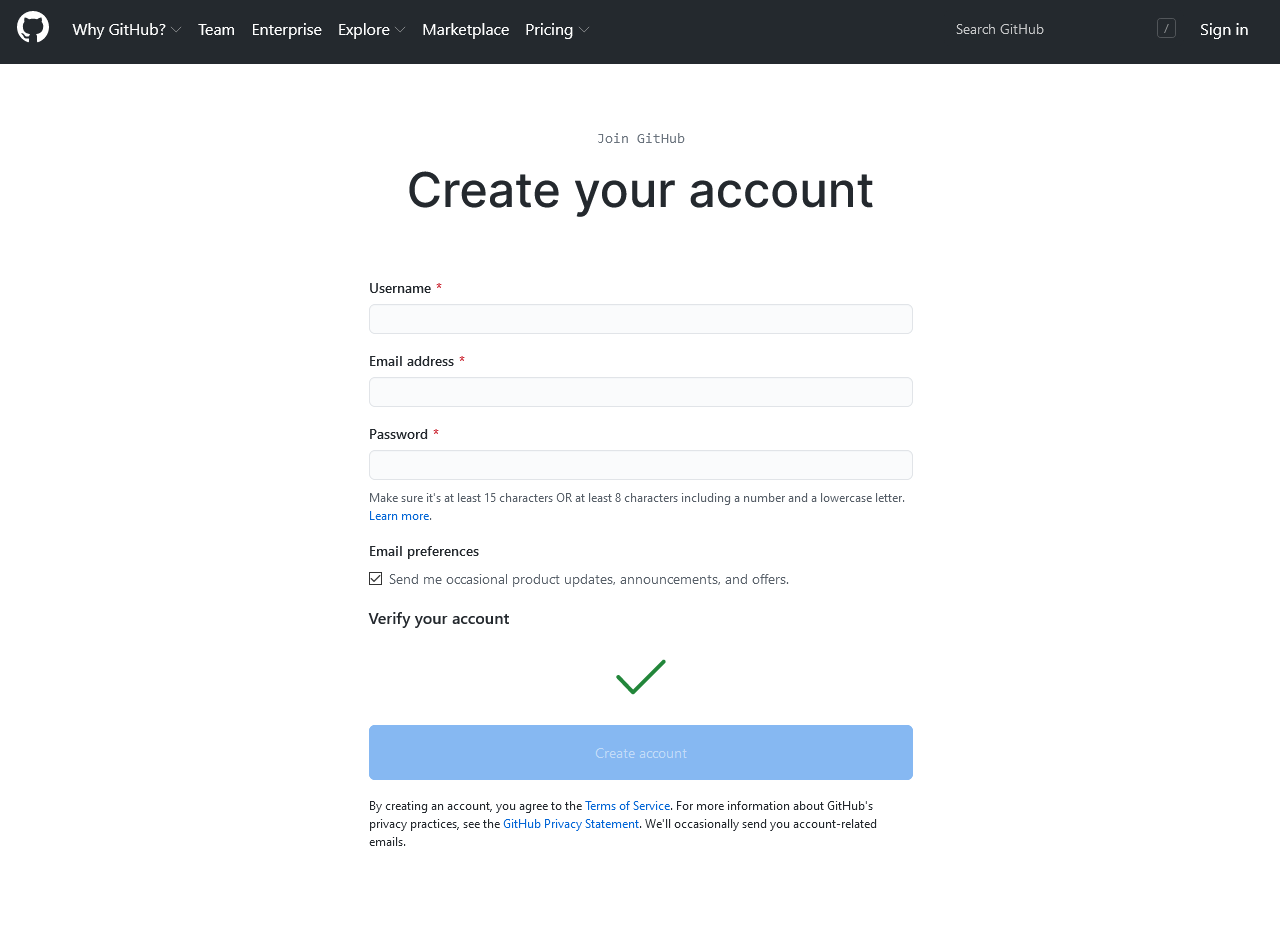 Why GitHub? Team Enterprise Explore Marketplace Pricing Search GitHub / Sign in
Join GitHub
Create your account
Username *
Email address *
Password *
Make sure it's at least 15 characters OR at least 8 characters including a number and a lowercase letter.
Learn more.
Email preferences
Send me occasional product updates, announcements, and offers.
Verify your account
Create account
By creating an account, you agree to the Terms of Service. For more information about GitHub's
privacy practices, see the GitHub Privacy Statement. We'll occasionally send you account-related
emails.